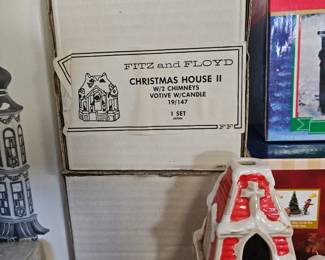 FITZ and FLOYD
CHRISTMAS HOUSE II
W/2 CHIMNEYS
VOTIVE W/CANDLE
19/147
1 SET
FF